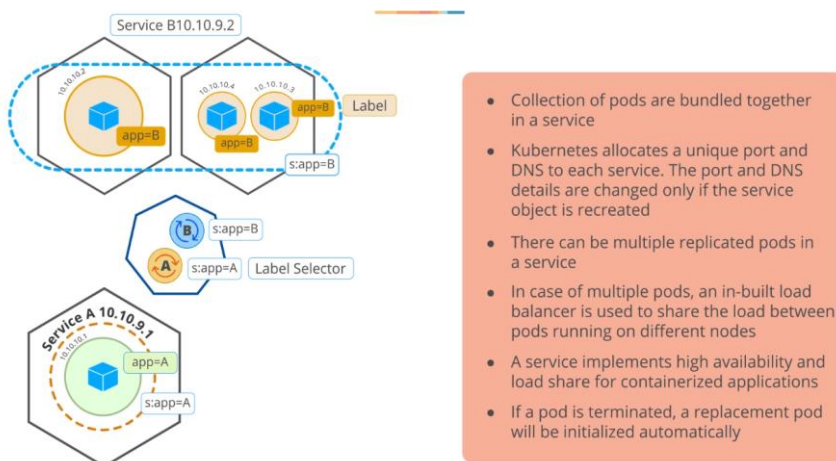 Service B10.10.9.2
10.10.10.2
10.10.10.4
10.10.10.3
app=B
app=B
app=B
Label
s:app=B
B
s:app=B
A
s:app=A
Label Selector
Service A 10.10.9.1
10.10.10.1
app=A
s:app=A
• Collection of pods are bundled together
in a service
• Kubernetes allocates a unique port and
DNS to each service. The port and DNS
details are changed only if the service
object is recreated
• There can be multiple replicated pods in
a service
• In case of multiple pods, an in-built load
balancer is used to share the load between
pods running on different nodes
• A service implements high availability and
load share for containerized applications
• If a pod is terminated, a replacement pod
will be initialized automatically